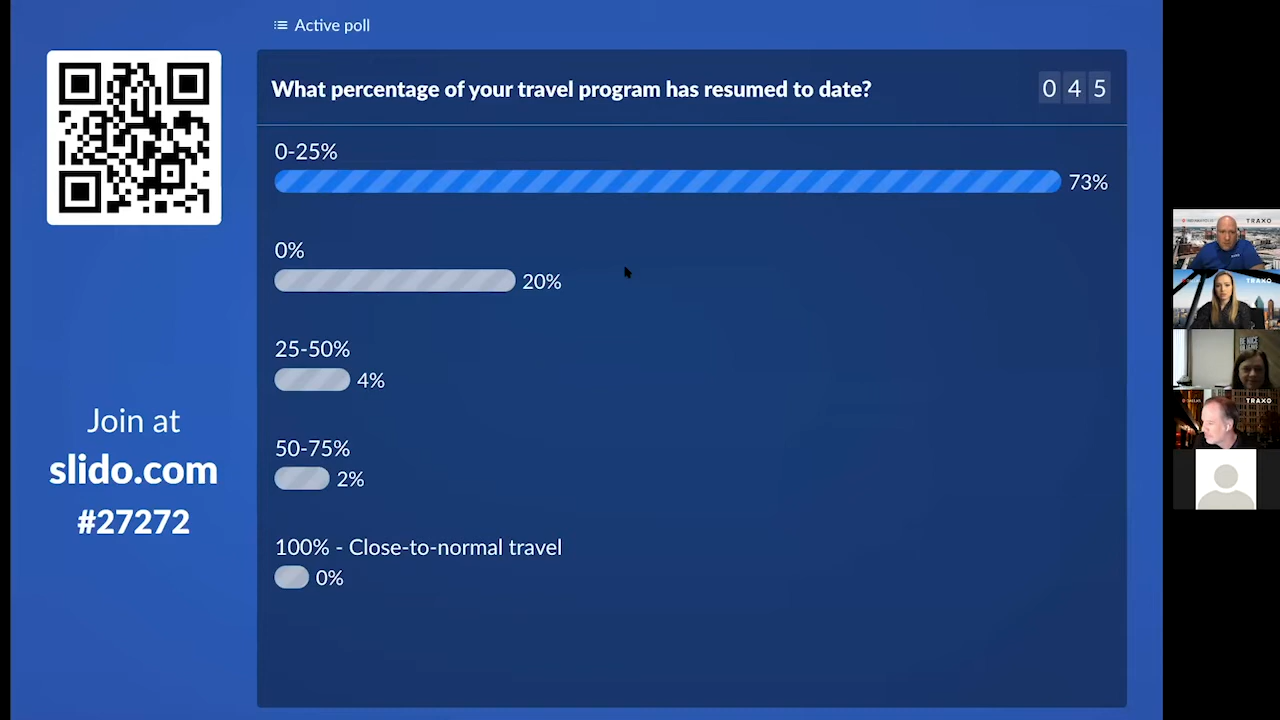 Active poll
What percentage of your travel program has resumed to date?
0 4 5
0-25%
73%
0%
20%
25-50%
4%
50-75%
2%
100% - Close-to-normal travel
0%
Join at
slido.com
#27272
TRAXO
TRAXO
BE NICE
TRAXO